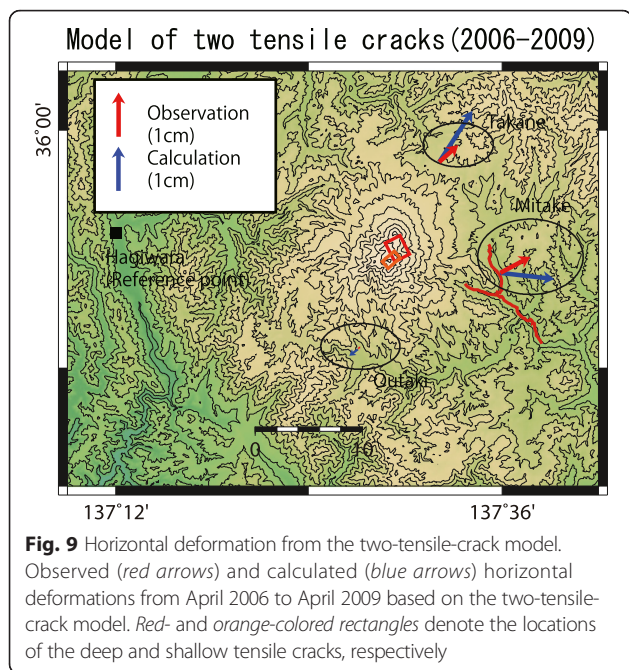 Model of two tensile cracks(2006-2009)
Observation
(1cm)
Calculation
(1cm)
36°00'
Takane
Mitake
Hagiwara
(Reference point)
Outaki
0 10
137°12' 137°36'
Fig. 9 Horizontal deformation from the two-tensile-crack model.
Observed (red arrows) and calculated (blue arrows) horizontal
deformations from April 2006 to April 2009 based on the two-tensile-
crack model. Red- and orange-colored rectangles denote the locations
of the deep and shallow tensile cracks, respectively